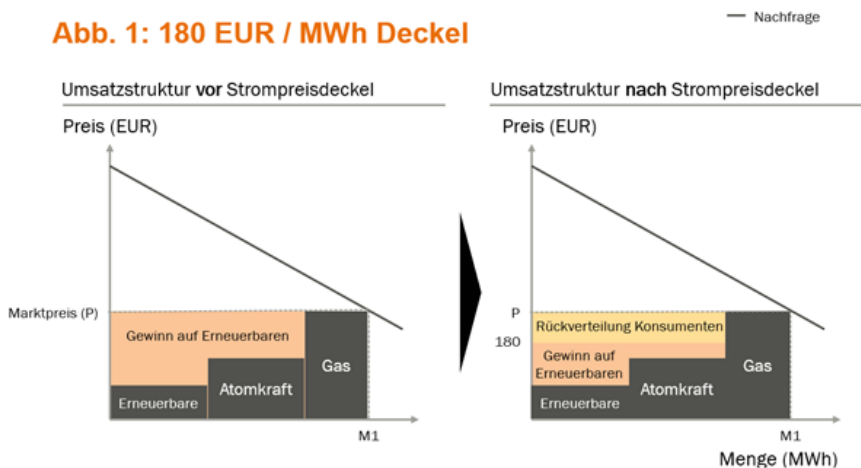 Abb. 1: 180 EUR / MWh Deckel
Nachfrage
Umsatzstruktur vor Strompreisdeckel
Preis (EUR)
Marktpreis (P)
Gewinn auf Erneuerbaren
Erneuerbare
Atomkraft
Gas
M1
Umsatzstruktur nach Strompreisdeckel
Preis (EUR)
P
180
Rückverteilung Konsumenten
Gewinn auf
Erneuerbaren
Erneuerbare
Atomkraft
Gas
M1
Menge (MWh)